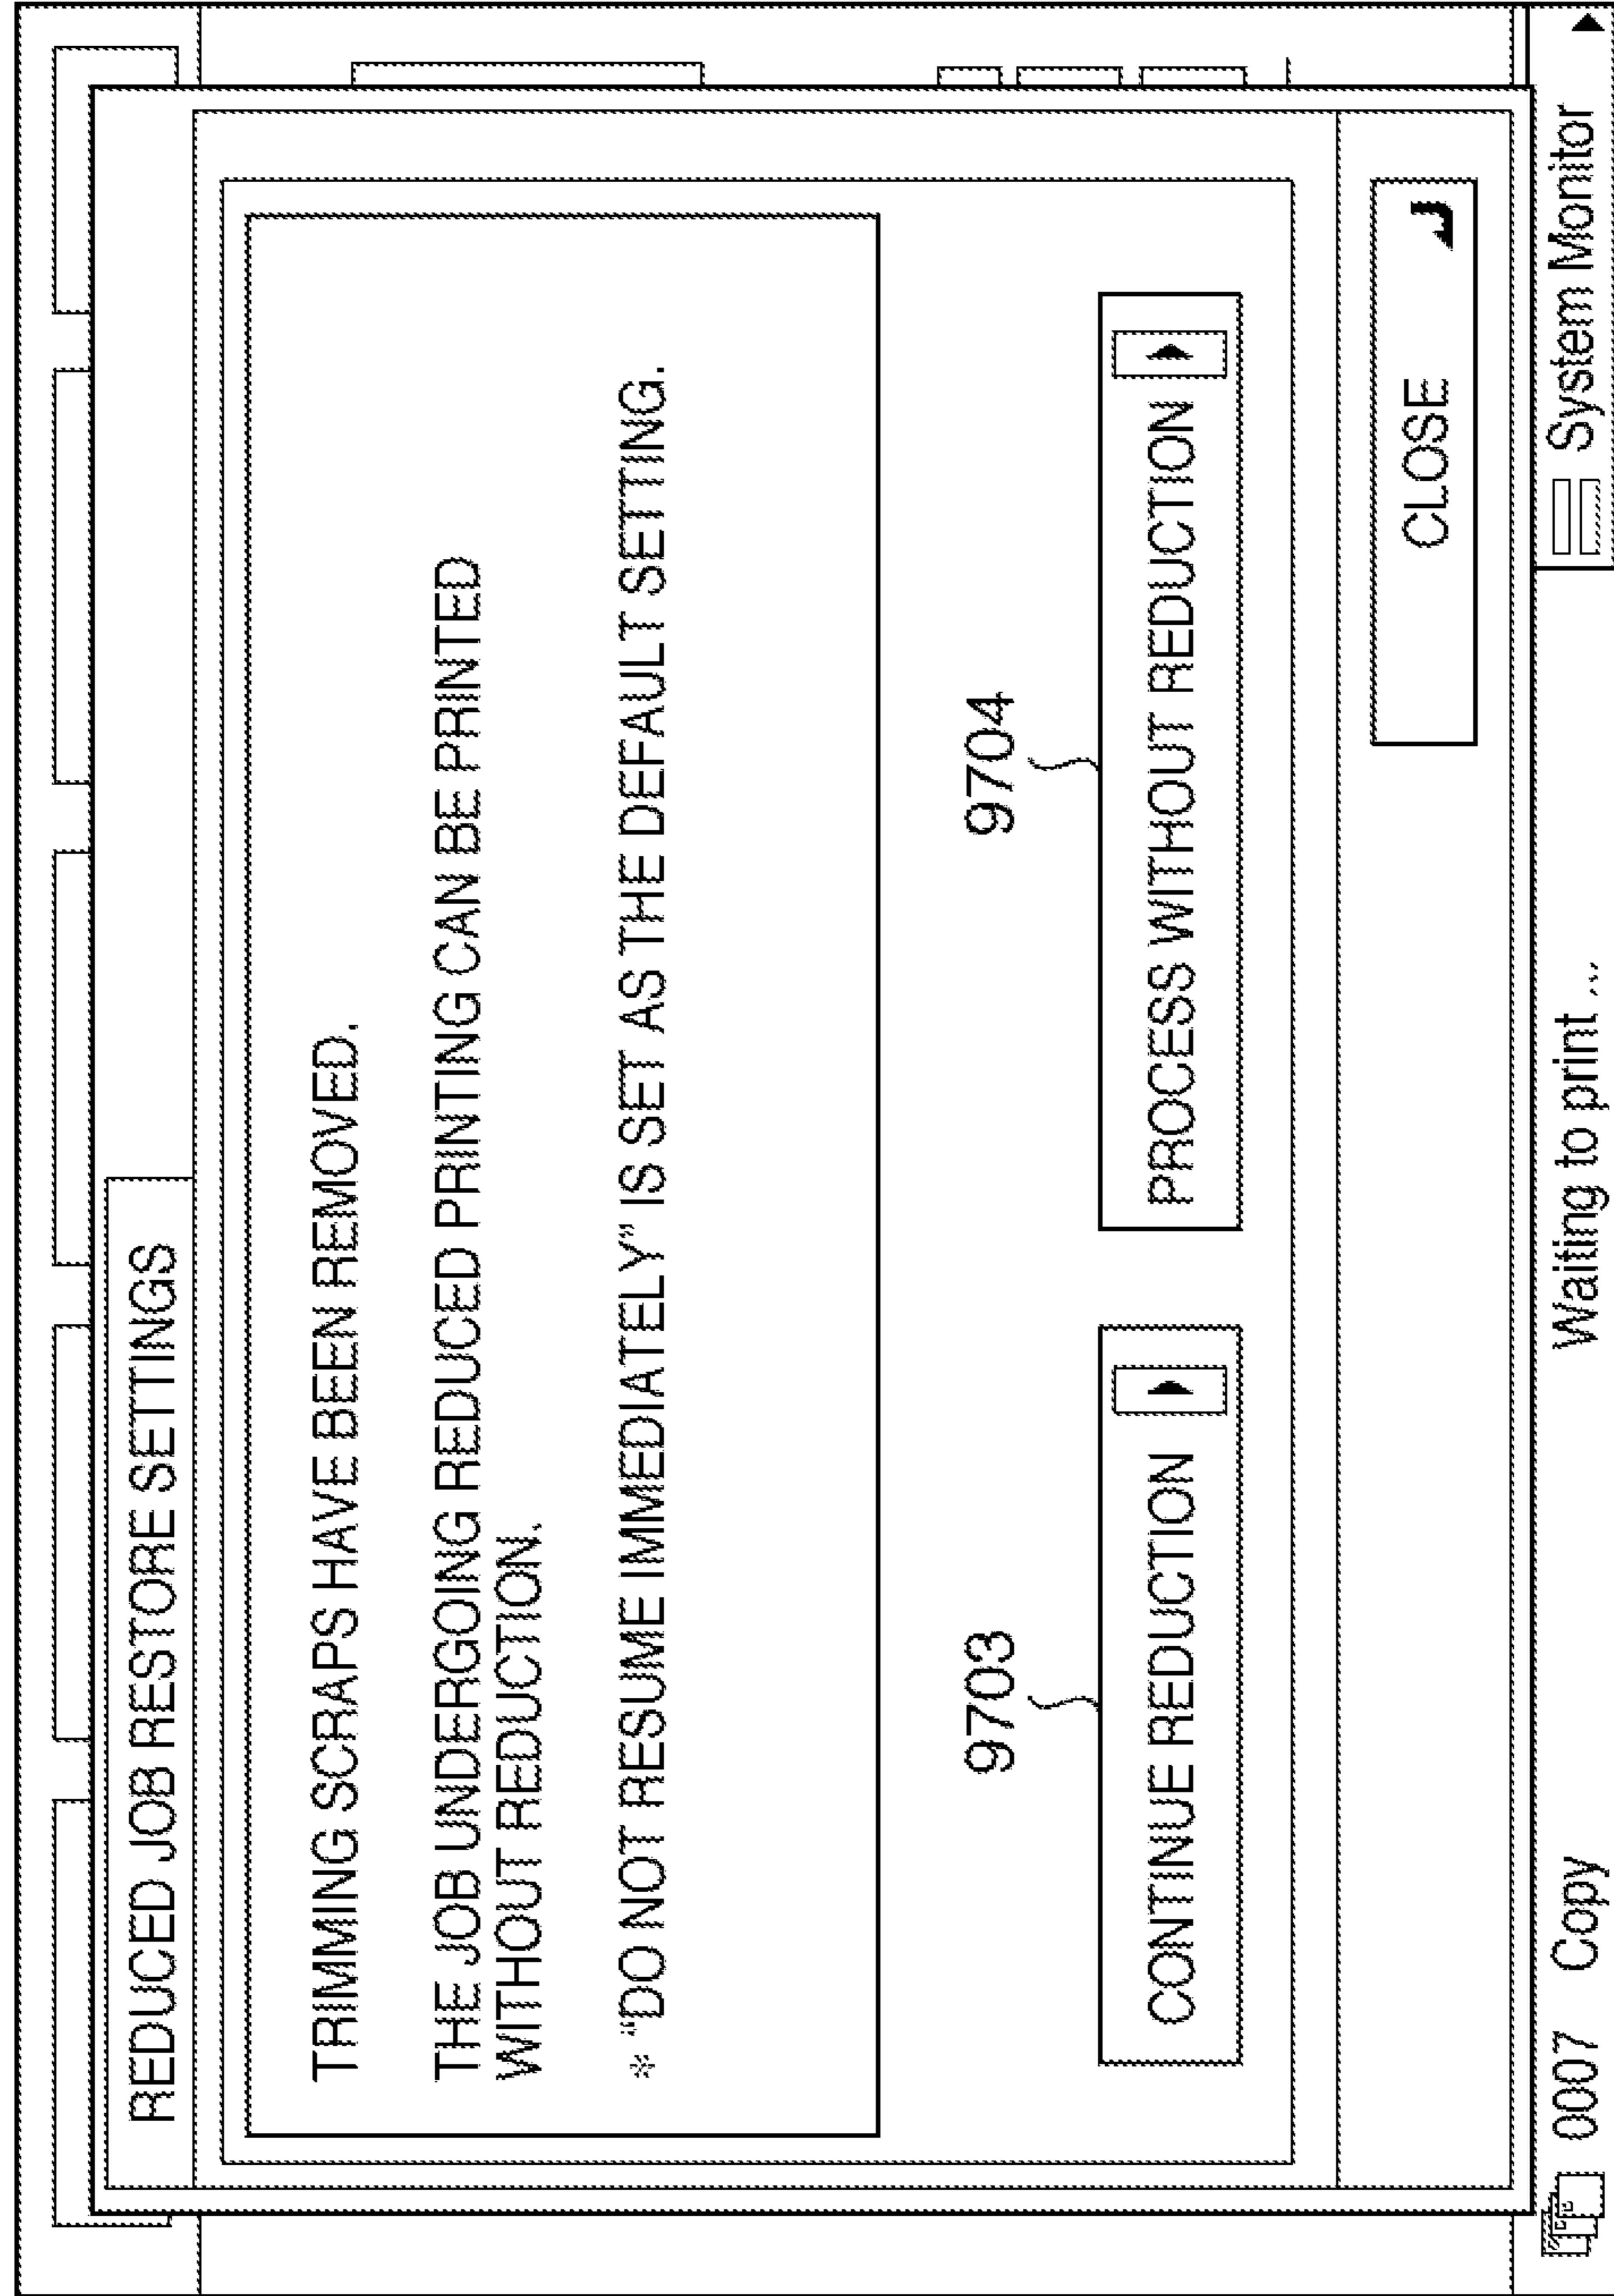 REDUCED JOB RESTORE SETTINGS
TRIMMING SCRAPS HAVE BEEN REMOVED.
THE JOB UNDERGOING REDUCED PRINTING CAN BE PRINTED
WITHOUT REDUCTION.
* "DO NOT RESUME IMMEDIATELY" IS SET AS THE DEFAULT SETTING.
9703
9704
CONTINUE REDUCTION
PROCESS WITHOUT REDUCTION
CLOSE
0007 Copy Waiting to print ... System Monitor